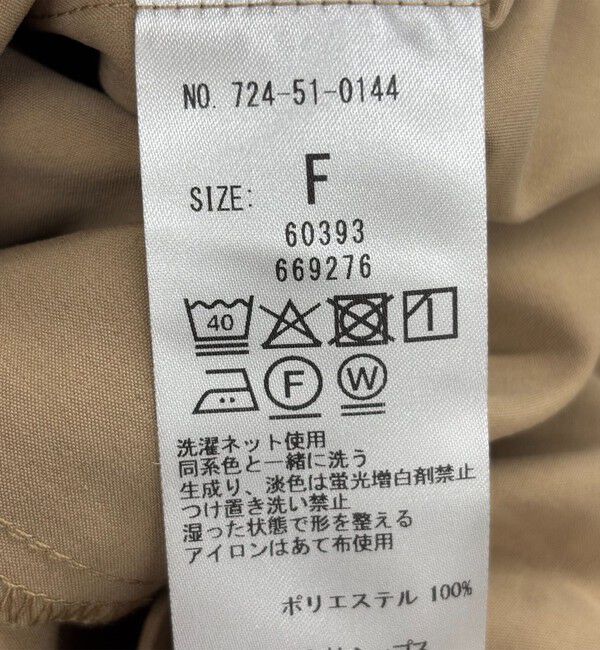 NO. 724-51-0144
SIZE: F
60393
669276
40
F W
洗濯ネット使用
同系色と一緒に洗う
生成り、淡色は蛍光増白剤禁止
つけ置き洗い禁止
湿った状態で形を整える
アイロンはあて布使用
ポリエステル 100%